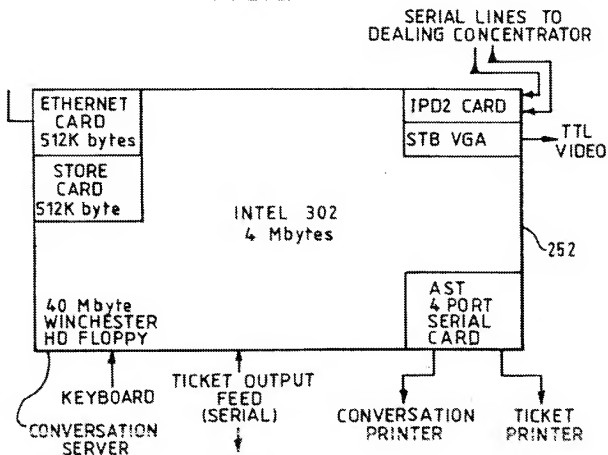 SERIAL LINES TO
DEALING CONCENTRATOR
ETHERNET
CARD
512K bytes
STORE
CARD
512K byte
IPD2 CARD
STB VGA
TTL
VIDEO
INTEL 302
4 Mbytes
252
40 Mbyte
WINCHESTER
HD FLOPPY
AST
4 PORT
SERIAL
CARD
KEYBOARD
CONVERSATION
SERVER
TICKET OUTPUT
FEED
(SERIAL)
CONVERSATION
PRINTER
TICKET
PRINTER